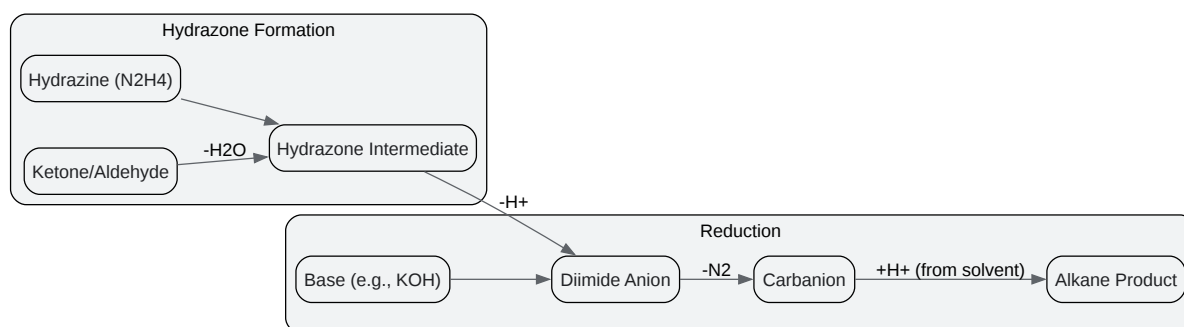 Hydrazone Formation
Hydrazine (N2H4)
-H2O
Hydrazone Intermediate
Ketone/Aldehyde
-H+
Reduction
Base (e.g., KOH)
Diimide Anion
-N2
Carbanion
+H+ (from solvent)
Alkane Product